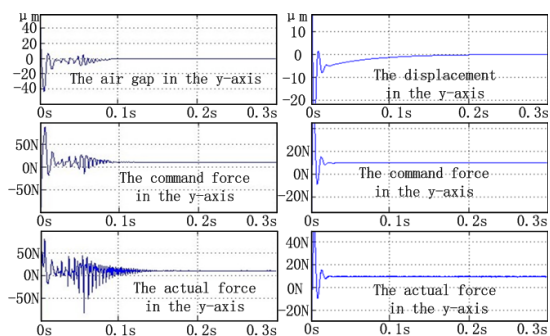 μm
40
20
0
-20
-40
The air gap in the y-axis
0s 0.1s 0.2s 0.3s
50N
0N
-50N
The command force
in the y-axis
0s 0.1s 0.2s 0.3s
50N
0N
-50N
The actual force
in the y-axis
0s 0.1s 0.2s 0.3s
μm
10
0
-10
-20
The displacement
in the y-axis
0s 0.1s 0.2s 0.3s
20N
0N
-20N
The command force
in the y-axis
0s 0.1s 0.2s 0.3s
40N
20N
0N
-20N
The actual force
in the y-axis
0s 0.1s 0.2s 0.3s